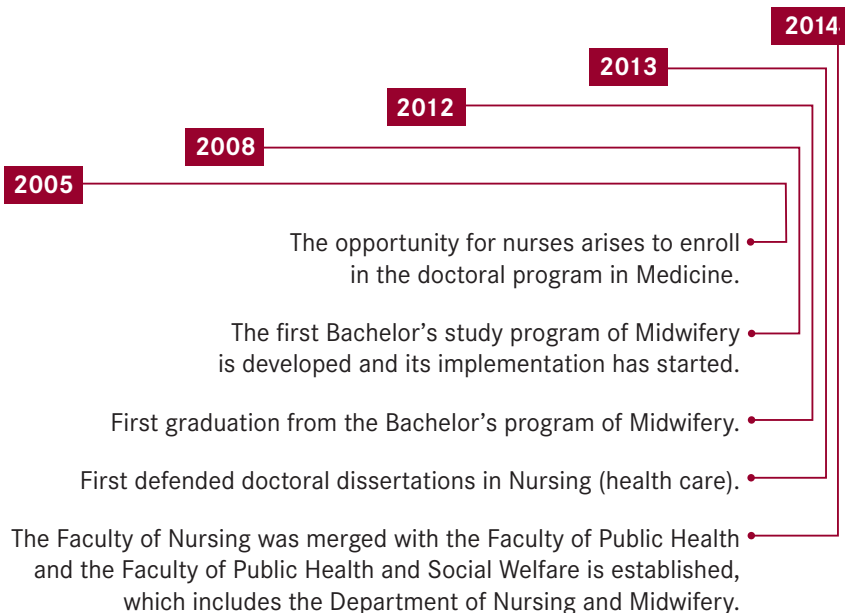 2014
2013
2012
2008
2005
The opportunity for nurses arises to enroll
in the doctoral program in Medicine.
The first Bachelor’s study program of Midwifery
is developed and its implementation has started.
First graduation from the Bachelor’s program of Midwifery.
First defended doctoral dissertations in Nursing (health care).
The Faculty of Nursing was merged with the Faculty of Public Health
and the Faculty of Public Health and Social Welfare is established,
which includes the Department of Nursing and Midwifery.